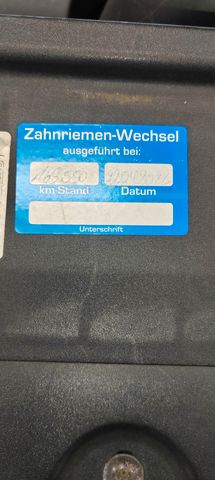 Zahnriemen-Wechsel
ausgeführt bei:
km Stand Datum
Unterschrift